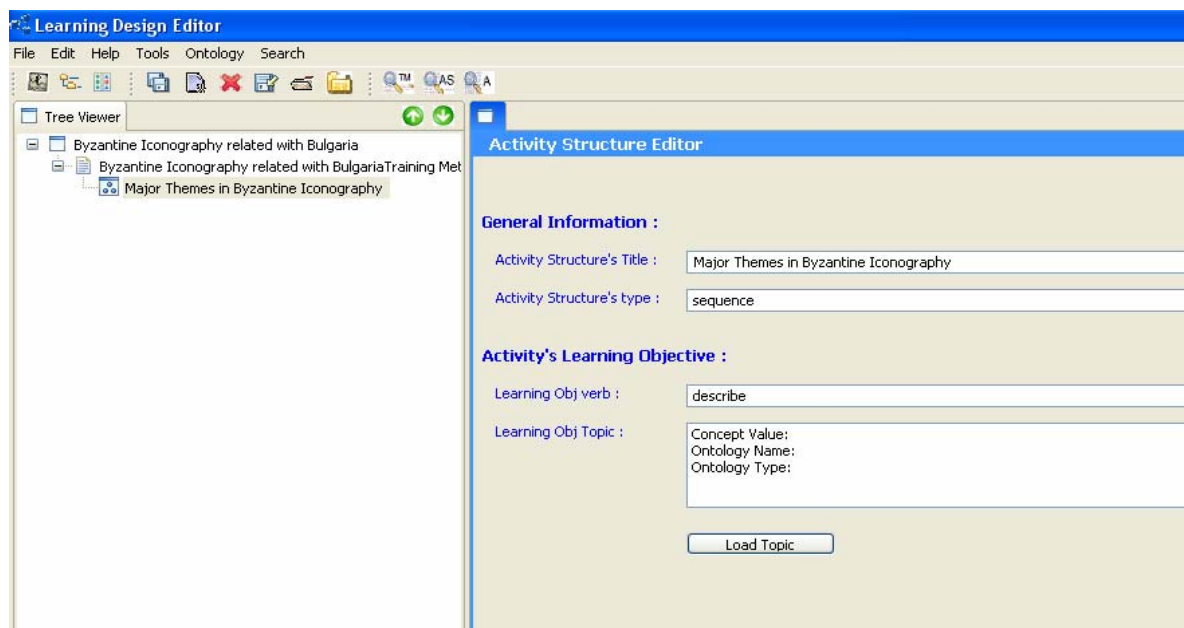 Learning Design Editor
File Edit Help Tools Ontology Search
TM AS A
Tree Viewer
Byzantine Iconography related with Bulgaria
Byzantine Iconography related with BulgariaTraining Met
Major Themes in Byzantine Iconography
Activity Structure Editor
General Information :
Activity Structure's Title : Major Themes in Byzantine Iconography
Activity Structure's type : sequence
Activity's Learning Objective :
Learning Obj verb : describe
Learning Obj Topic : Concept Value:
Ontology Name:
Ontology Type:
Load Topic